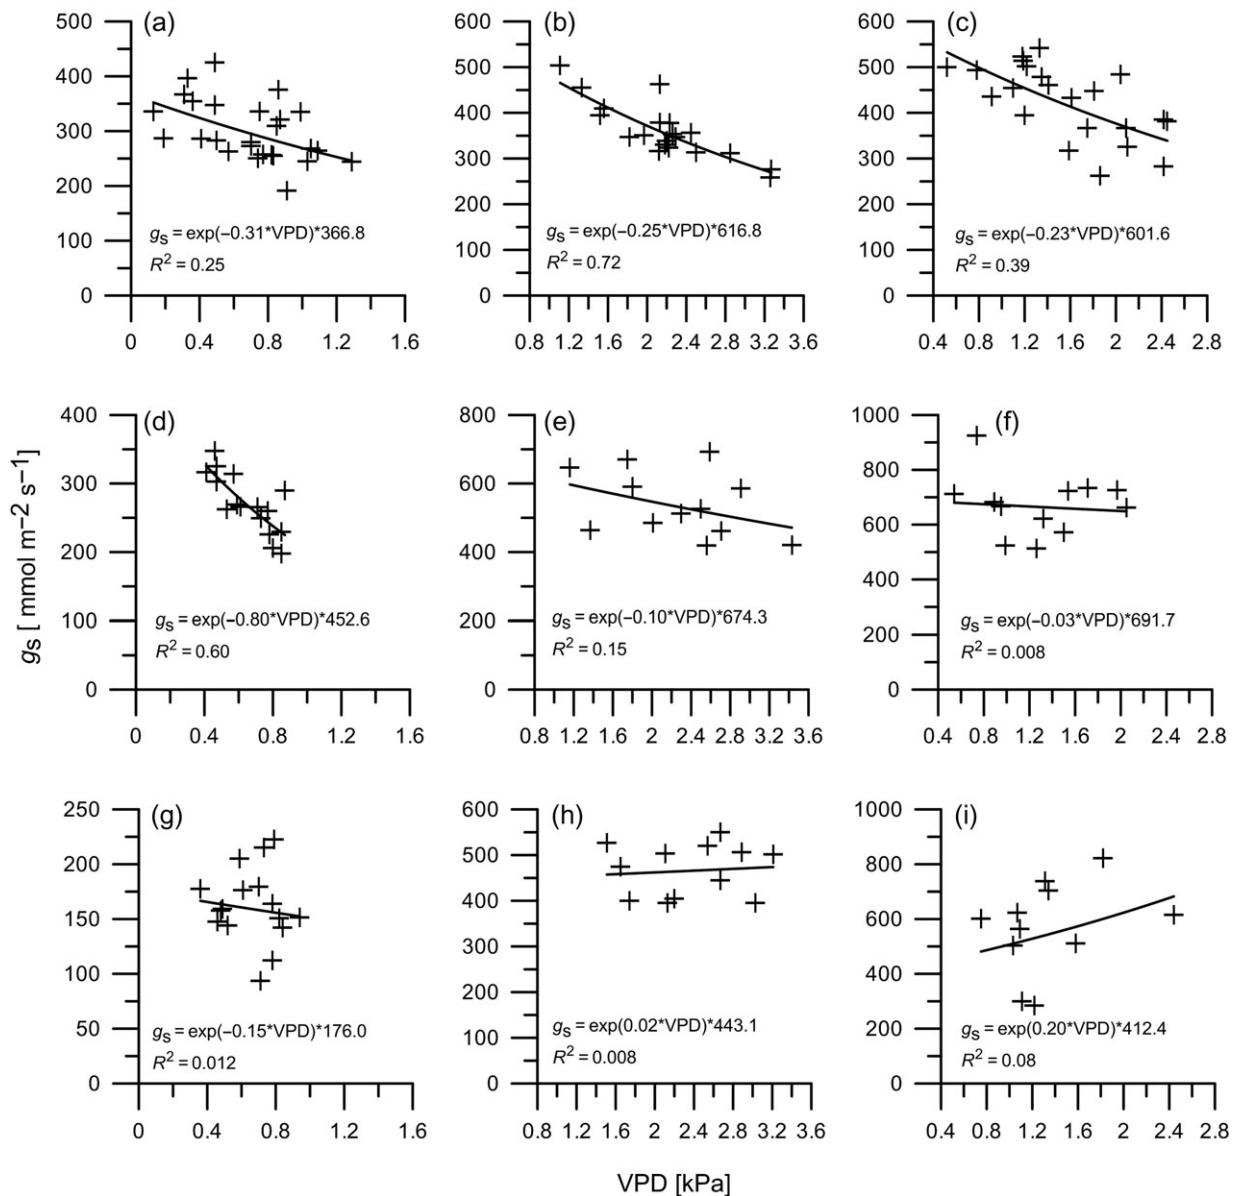 (a)
500
400
300
200
100
0
gs = exp(−0.31*VPD)*366.8
R² = 0.25
0 0.4 0.8 1.2 1.6
(b)
600
500
400
300
200
100
0
gs = exp(−0.25*VPD)*616.8
R² = 0.72
0.8 1.2 1.6 2 2.4 2.8 3.2 3.6
(c)
600
500
400
300
200
100
0
gs = exp(−0.23*VPD)*601.6
R² = 0.39
0.4 0.8 1.2 1.6 2 2.4 2.8
gs [ mmol m−2 s−1]
(d)
400
300
200
100
0
gs = exp(−0.80*VPD)*452.6
R² = 0.60
0 0.4 0.8 1.2 1.6
(e)
800
600
400
200
0
gs = exp(−0.10*VPD)*674.3
R² = 0.15
0.8 1.2 1.6 2 2.4 2.8 3.2 3.6
(f)
1000
800
600
400
200
0
gs = exp(−0.03*VPD)*691.7
R² = 0.008
0.4 0.8 1.2 1.6 2 2.4 2.8
(g)
250
200
150
100
50
0
gs = exp(−0.15*VPD)*176.0
R² = 0.012
0 0.4 0.8 1.2 1.6
(h)
600
500
400
300
200
100
0
gs = exp(0.02*VPD)*443.1
R² = 0.008
0.8 1.2 1.6 2 2.4 2.8 3.2 3.6
(i)
1000
800
600
400
200
0
gs = exp(0.20*VPD)*412.4
R² = 0.08
0.4 0.8 1.2 1.6 2 2.4 2.8
VPD [kPa]